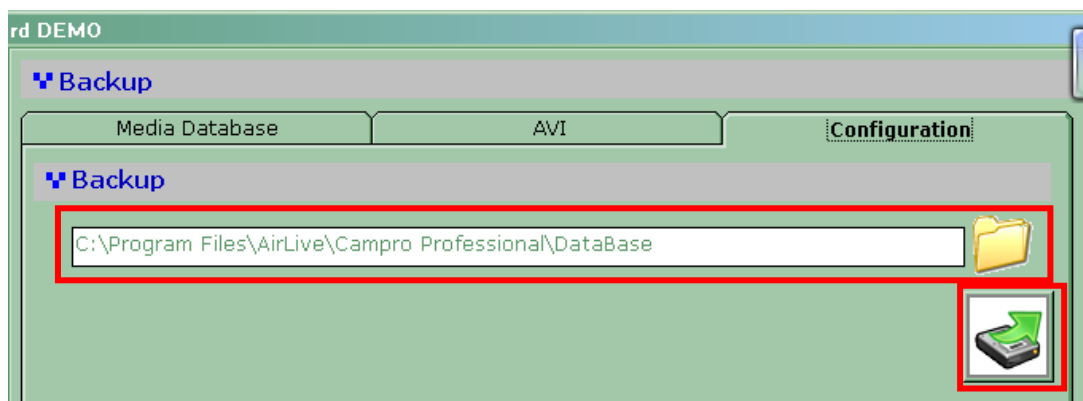 rd DEMO
Backup
Media Database AVI Configuration
Backup
C:\Program Files\AirLive\Campro Professional\DataBase